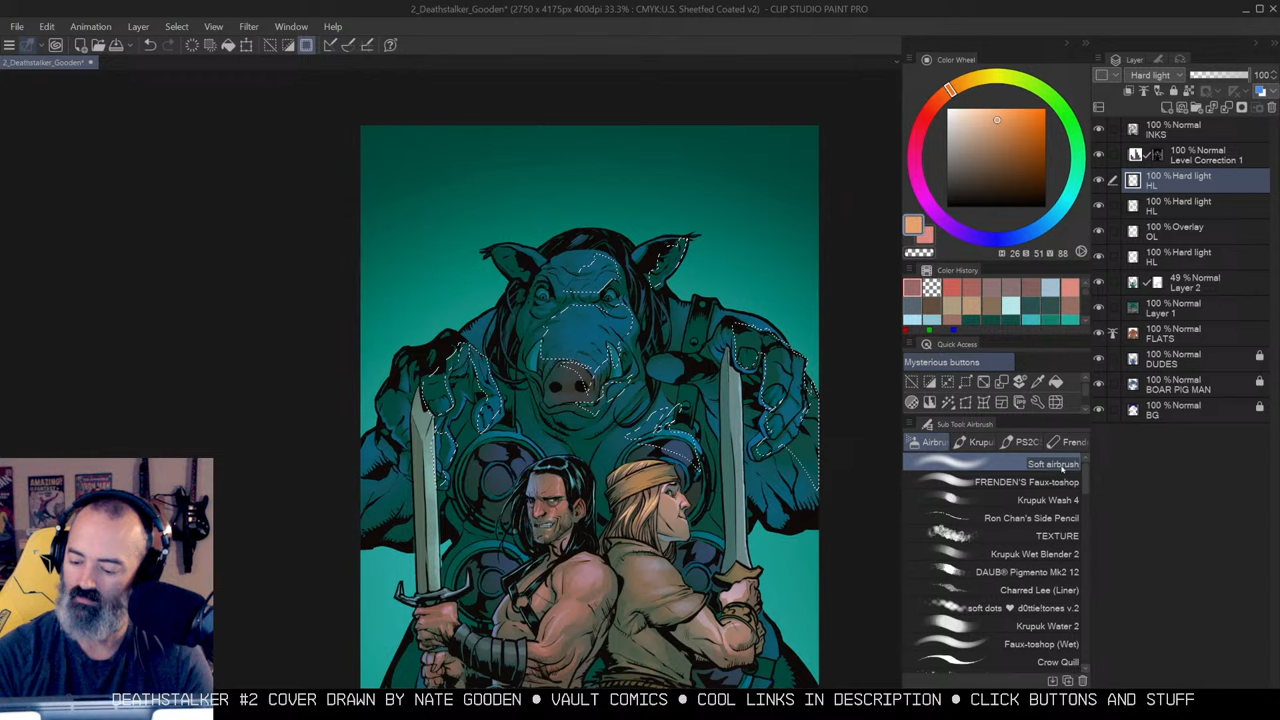 2_Deathstalker_Gooden* (2750 x 4175px 400dpi 33.3% : CMYK:U.S. Sheetfed Coated v2) - CLIP STUDIO PAINT PRO
File Edit Animation Layer Select View Filter Window Help
2_Deathstalker_Gooden*
Color Wheel
H 26 S 51 V 88
Color History
Quick Access
Mysterious buttons
Sub Tool: Airbrush
Airbru Krupu PS2C Frend
Soft airbrush
FRENDEN'S Faux-toshop
Krupuk Wash 4
Ron Chan's Side Pencil
TEXTURE
Krupuk Wet Blender 2
DAUB® Pigmento Mk2 12
Charred Lee (Liner)
soft dots ♥ d0ttie!tones v.2
Krupuk Water 2
Faux-toshop (Wet)
Crow Quill
Layer
Hard light 100
100 % Normal
INKS
100 % Normal
Level Correction 1
100 % Hard light
HL
100 % Hard light
HL
100 % Overlay
OL
100 % Hard light
HL
49 % Normal
Layer 2
100 % Normal
Layer 1
100 % Normal
FLATS
100 % Normal
DUDES
100 % Normal
BOAR PIG MAN
100 % Normal
BG
AMAZING
DEATHSTALKER #2 COVER DRAWN BY NATE GOODEN ● VAULT COMICS ● COOL LINKS IN DESCRIPTION ● CLICK BUTTONS AND STUFF